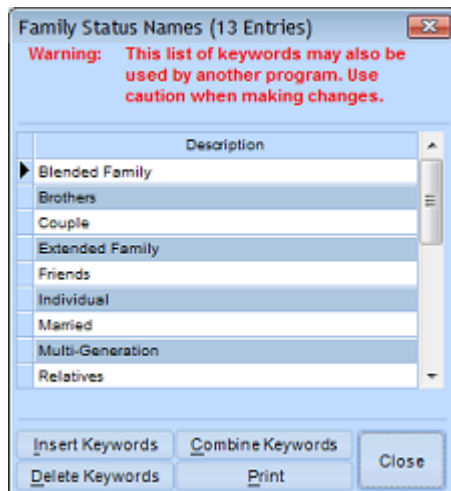 Family Status Names (13 Entries)
Warning: This list of keywords may also be
used by another program. Use
caution when making changes.
Description
Blended Family
Brothers
Couple
Extended Family
Friends
Individual
Married
Multi-Generation
Relatives
Insert Keywords
Combine Keywords
Close
Delete Keywords
Print